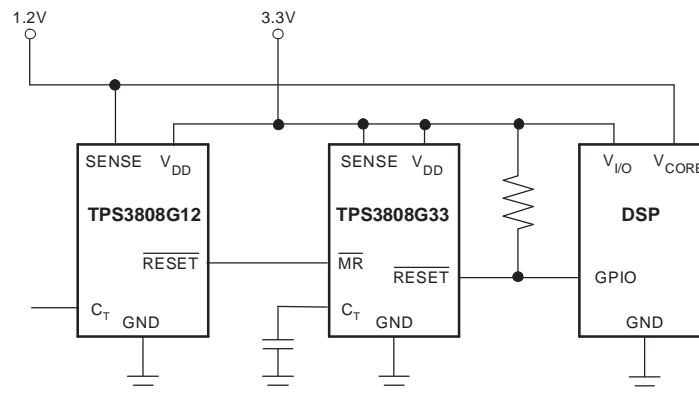 1.2V 3.3V
SENSE V_DD SENSE V_DD V_I/O V_CORE
TPS3808G12 TPS3808G33 DSP
RESET MR RESET GPIO
C_T GND C_T GND GND